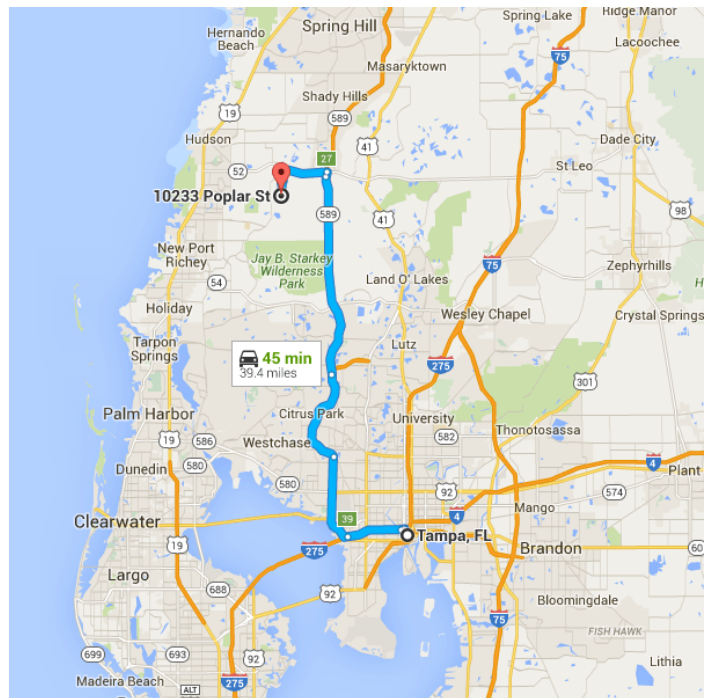 Spring Lake
Ridge Manor
Hernando
Beach
Spring Hill
Lacoochee
75
Masaryktown
19
Shady Hills
589
98
41
Hudson
Dade City
27
52
St Leo
10233 Poplar St
589
41
98
New Port
Richey
Jay B. Starkey
Wilderness
Park
75
Land O' Lakes
Zephyrhills
54
Holiday
Wesley Chapel
Crystal Springs
Tarpon
Springs
Lutz
45 min
39.4 miles
275
301
Palm Harbor
Citrus Park
University
19
586
Westchase
582
Thonotosassa
Dunedin
580
4
Plant
580
92
574
Mango
Clearwater
39
4
Tampa, FL
19
275
Brandon
60
Largo
688
92
Bloomingdale
75
FISH HAWK
699
693
92
Lithia
Madeira Beach
275
ALT